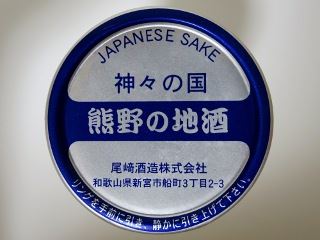 JAPANESE SAKE
神々の国
熊野の地酒
尾﨑酒造株式会社
和歌山県新宮市船町3丁目2-3
リングを手前に引き、静かに引き上げて下さい。